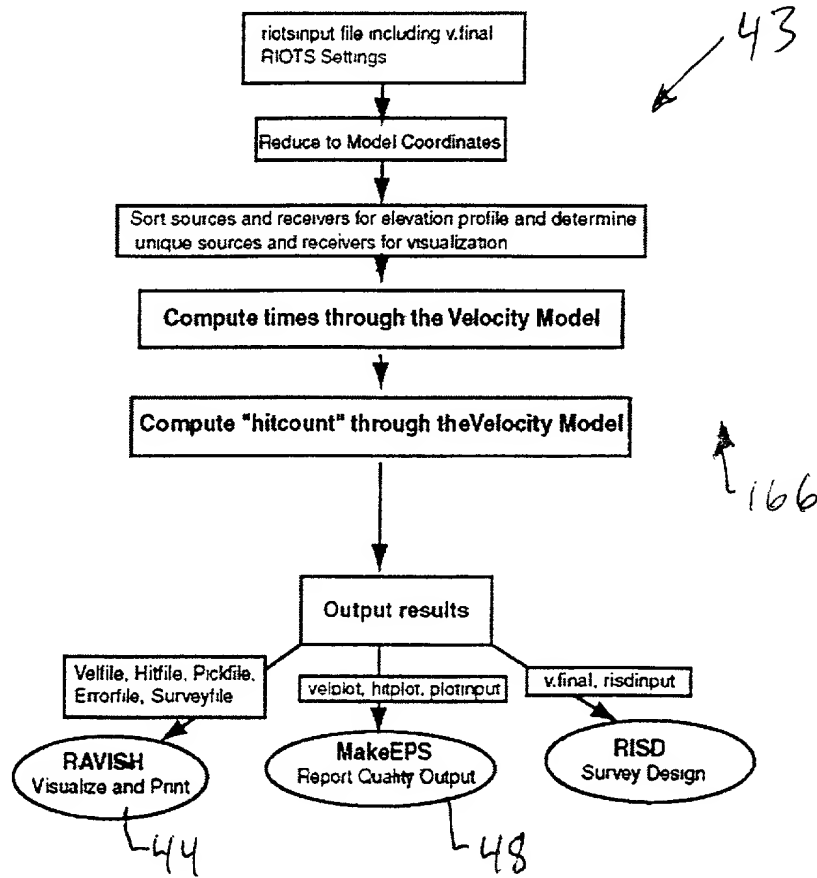 riotsinput file including v.final
RIOTS Settings
43
Reduce to Model Coordinates
Sort sources and receivers for elevation profile and determine
unique sources and receivers for visualization
Compute times through the Velocity Model
Compute "hitcount" through theVelocity Model
166
Output results
Velfile, Hitfile, Pickfile,
Errorfile, Surveyfile
velplot, hitplot, plotinput
v.final, risdinput
RAVISH
Visualize and Print
MakeEPS
Report Quality Output
RISD
Survey Design
44
48